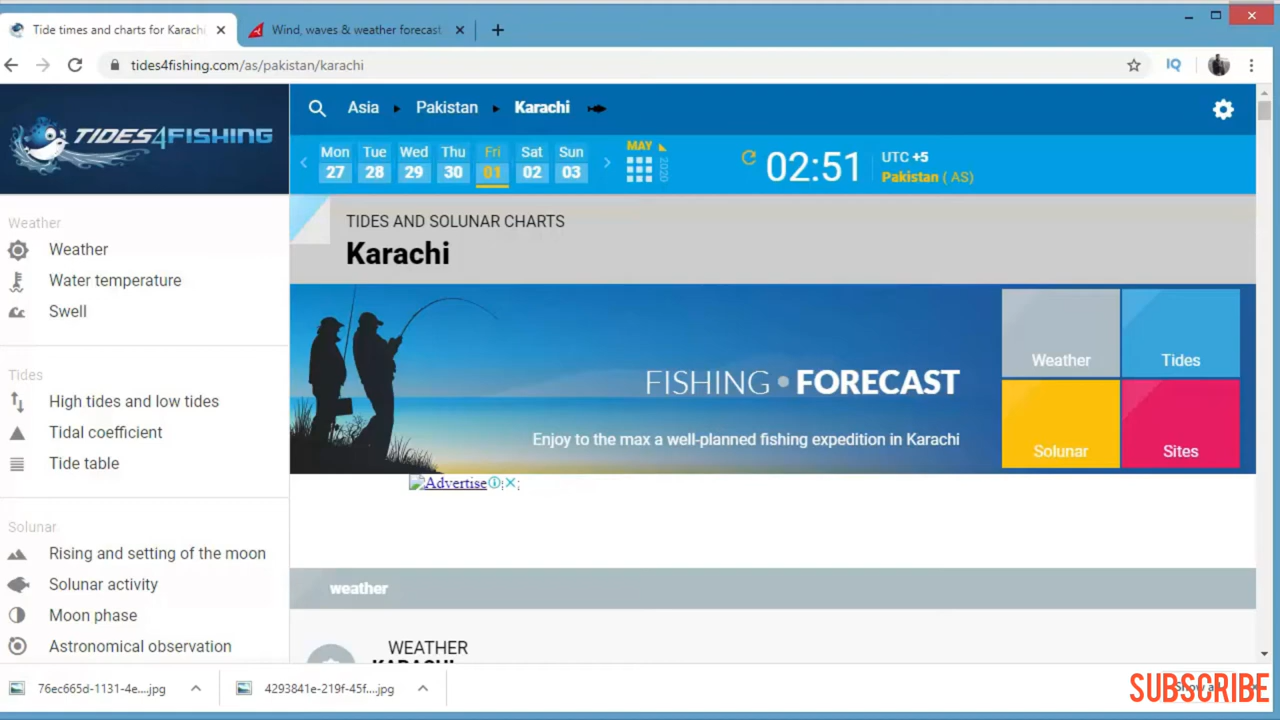 Tide times and charts for Karachi
Wind, waves & weather forecast
tides4fishing.com/as/pakistan/karachi
IQ
TIDES4FISHING
Asia Pakistan Karachi
Mon Tue Wed Thu Fri Sat Sun
27 28 29 30 01 02 03
MAY
2020
02:51
UTC +5
Pakistan ( AS)
TIDES AND SOLUNAR CHARTS
Karachi
Weather
Weather
Water temperature
Swell
Tides
High tides and low tides
Tidal coefficient
Tide table
Solunar
Rising and setting of the moon
Solunar activity
Moon phase
Astronomical observation
FISHING • FORECAST
Enjoy to the max a well-planned fishing expedition in Karachi
Weather
Tides
Solunar
Sites
Advertise
weather
WEATHER
KARACHI
76ec665d-1131-4e....jpg
4293841e-219f-45f....jpg
SUBSCRIBE